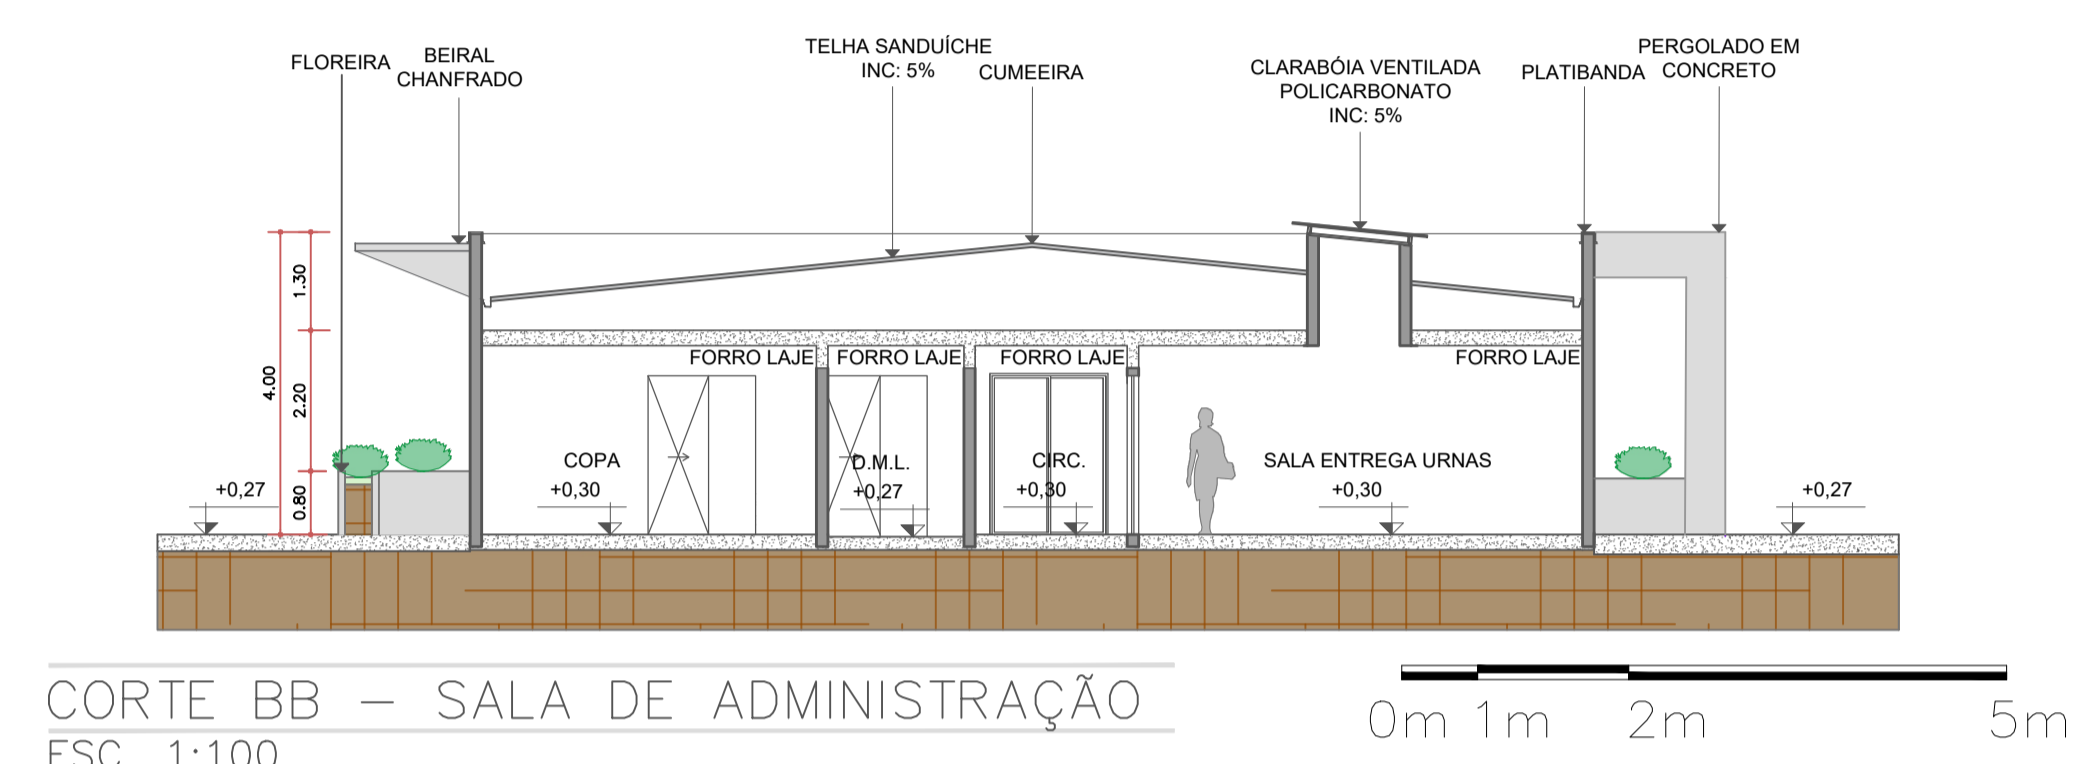 FLOREIRA
BEIRAL
CHANFRADO
TELHA SANDUÍCHE
INC: 5%
CUMEEIRA
CLARABÓIA VENTILADA
POLICARBONATO
INC: 5%
PLATIBANDA
PERGOLADO EM
CONCRETO
1.30
4.00
2.20
0.80
FORRO LAJE
FORRO LAJE
FORRO LAJE
FORRO LAJE
COPA
D.M.L.
CIRC.
SALA ENTREGA URNAS
+0,27
+0,30
+0,27
+0,30
+0,30
+0,27
CORTE BB – SALA DE ADMINISTRAÇÃO
ESC 1:100
0m 1m 2m 5m